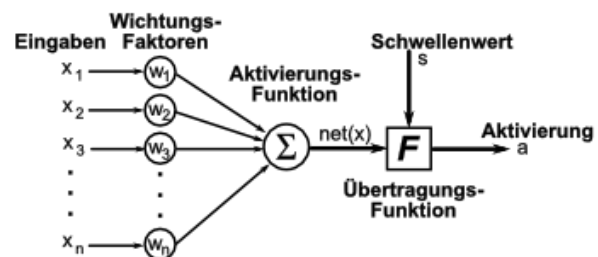 Eingaben
Wichtungs-
Faktoren
x1
w1
x2
w2
x3
w3
. .
. .
. .
xn
wn
Aktivierungs-
Funktion
Σ
net(x)
Schwellenwert
s
F
Übertragungs-
Funktion
Aktivierung
a